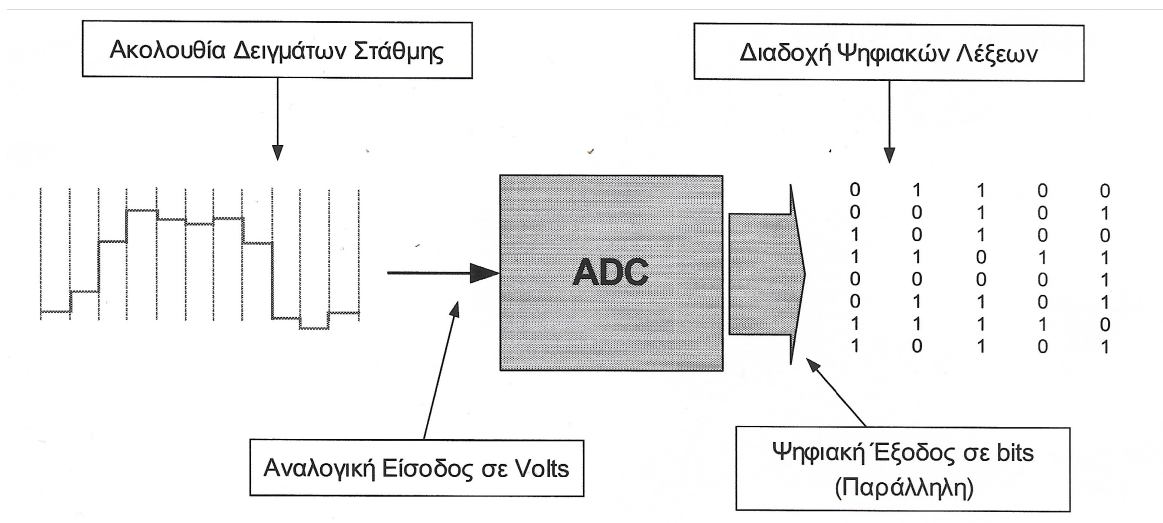 Ακολουθία Δειγμάτων Στάθμης
Διαδοχή Ψηφιακών Λέξεων
0 1 1 0 0
0 0 1 0 1
1 0 1 0 0
1 1 0 1 1
0 0 0 0 1
0 1 1 0 1
1 1 1 1 0
1 0 1 0 1
ADC
Αναλογική Είσοδος σε Volts
Ψηφιακή Έξοδος σε bits
(Παράλληλη)